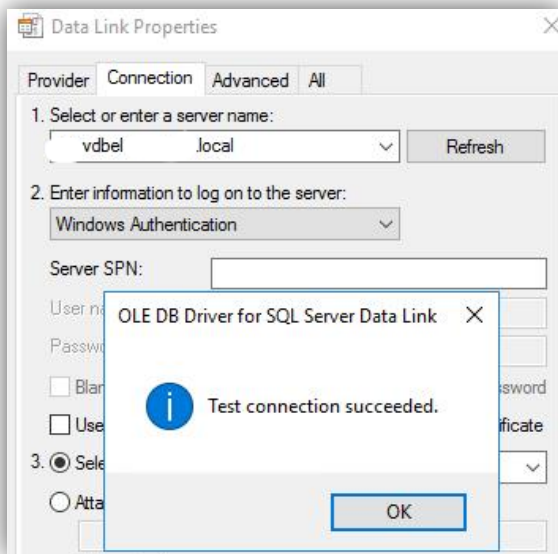 Data Link Properties
Provider Connection Advanced All
1. Select or enter a server name:
vdbel .local Refresh
2. Enter information to log on to the server:
Windows Authentication
Server SPN:
OLE DB Driver for SQL Server Data Link
Test connection succeeded.
3.
OK